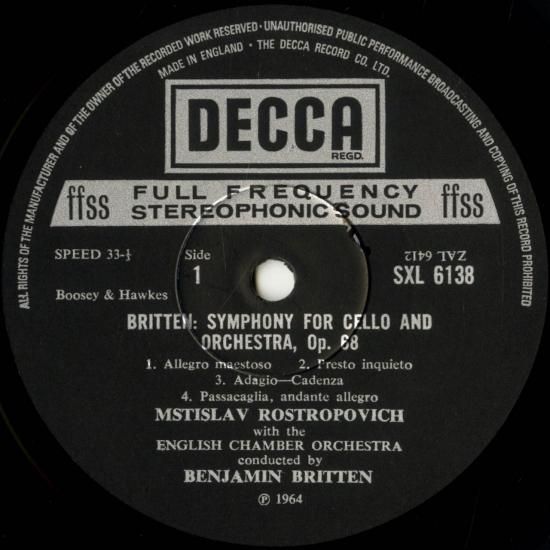 ALL RIGHTS OF THE MANUFACTURER AND OF THE OWNER OF THE RECORDED WORK RESERVED · UNAUTHORISED PUBLIC PERFORMANCE BROADCASTING AND COPYING OF THIS RECORD PROHIBITED
MADE IN ENGLAND · THE DECCA RECORD CO. LTD.
DECCA
REGD.
ffss FULL FREQUENCY ffss
STEREOPHONIC SOUND
SPEED 33-⅓ Side ZAL 6412
1 SXL 6138
Boosey & Hawkes
BRITTEN: SYMPHONY FOR CELLO AND
ORCHESTRA, Op. 68
1. Allegro maestoso 2. Presto inquieto
3. Adagio—Cadenza
4. Passacaglia, andante allegro
MSTISLAV ROSTROPOVICH
with the
ENGLISH CHAMBER ORCHESTRA
conducted by
BENJAMIN BRITTEN
℗ 1964